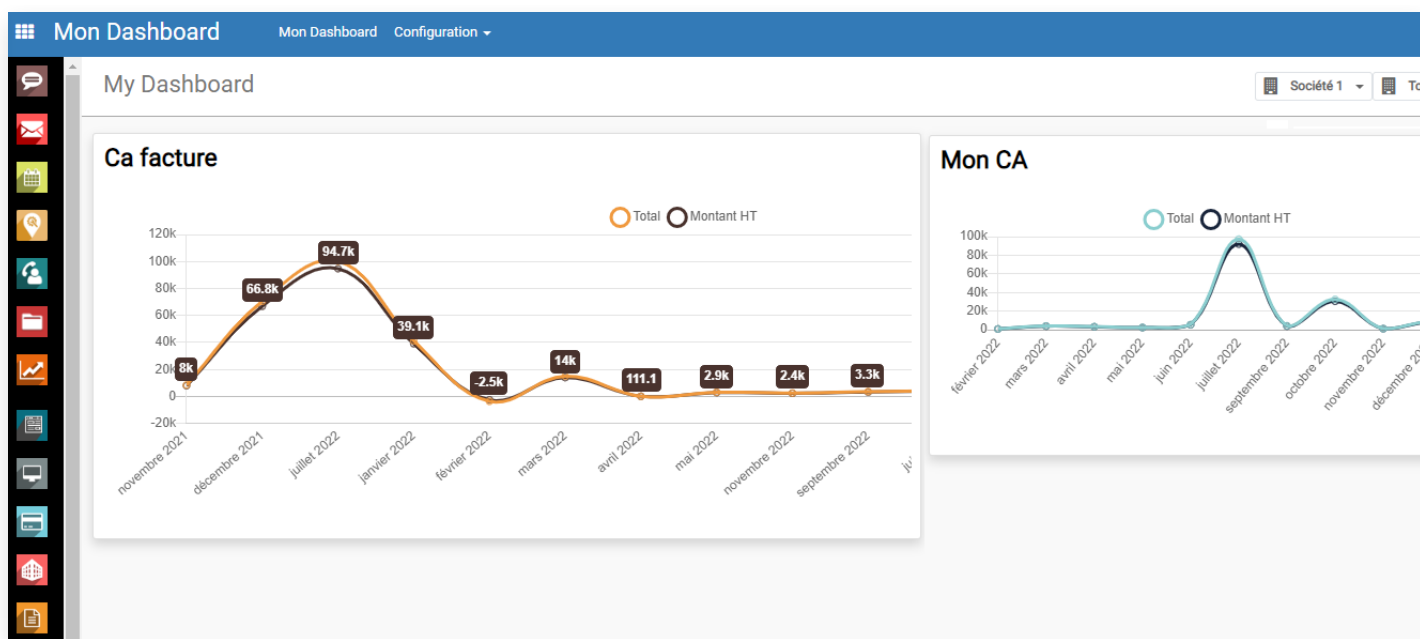 Mon Dashboard Mon Dashboard Configuration
My Dashboard
Société 1
Ca facture
Total Montant HT
120k
100k
80k
60k
40k
20k
0
-20k
8k
66.8k
94.7k
39.1k
-2.5k
14k
111.1
2.9k
2.4k
3.3k
novembre 2021
décembre 2021
juillet 2022
janvier 2022
février 2022
mars 2022
avril 2022
mai 2022
novembre 2022
septembre 2022
Mon CA
Total Montant HT
100k
80k
60k
40k
20k
0
février 2022
mars 2022
avril 2022
mai 2022
juin 2022
juillet 2022
septembre 2022
octobre 2022
novembre 2022
décembre